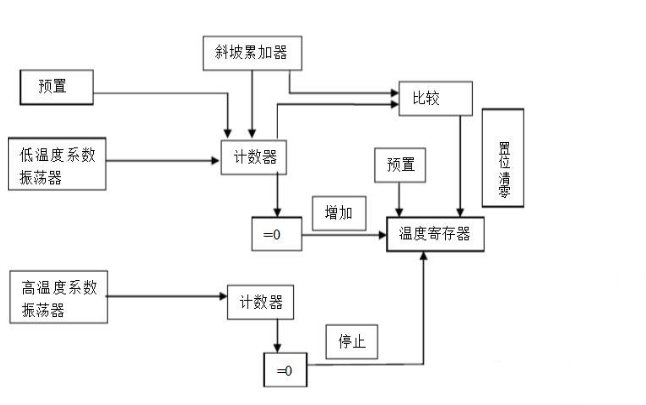 斜坡累加器
预置
比较
低温度系数
振荡器
计数器
预置
置位清零
增加
=0
温度寄存器
高温度系数
振荡器
计数器
停止
=0